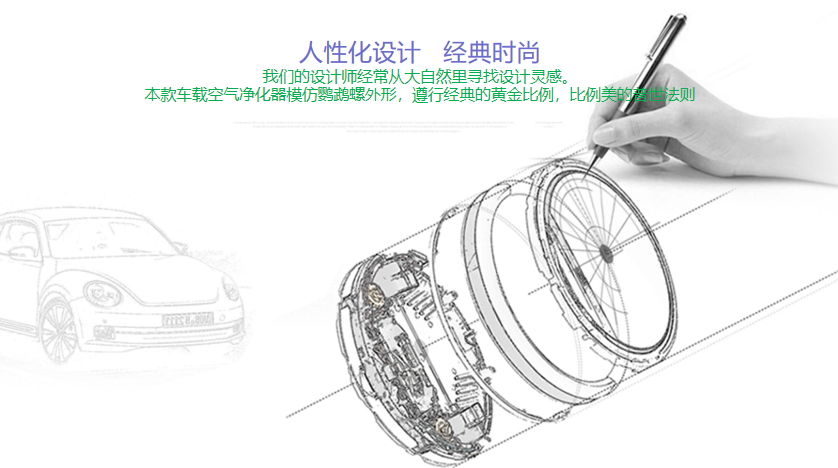 人性化设计 经典时尚
我们的设计师经常从大自然里寻找设计灵感。
本款车载空气净化器模仿鹦鹉螺外形，遵行经典的黄金比例，比例美的 法则